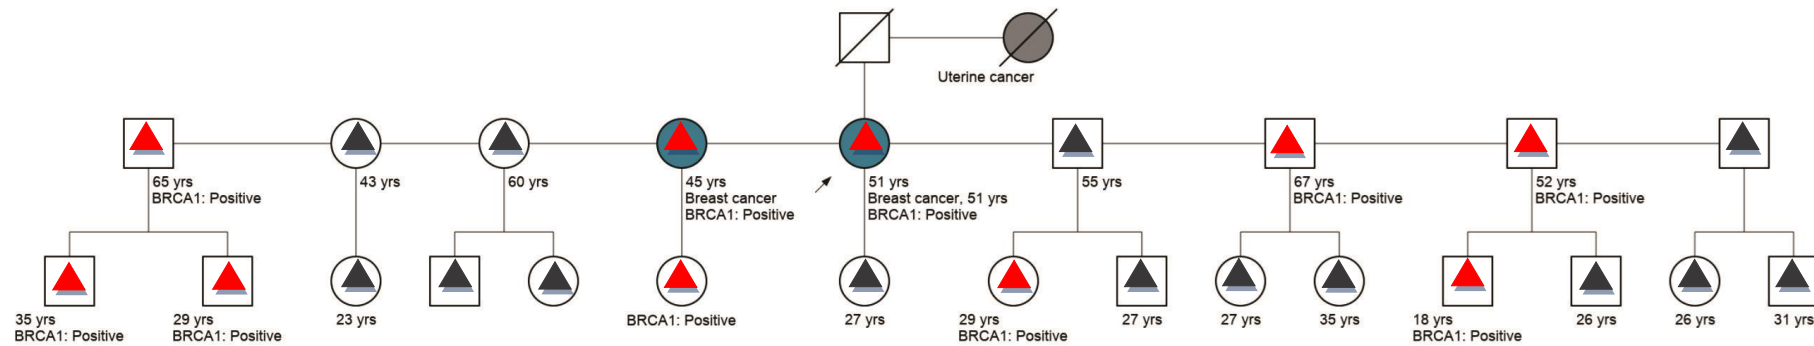 Uterine cancer
65 yrs
BRCA1: Positive
43 yrs
60 yrs
45 yrs
Breast cancer
BRCA1: Positive
51 yrs
Breast cancer, 51 yrs
BRCA1: Positive
55 yrs
67 yrs
BRCA1: Positive
52 yrs
BRCA1: Positive
35 yrs
BRCA1: Positive
29 yrs
BRCA1: Positive
23 yrs
BRCA1: Positive
27 yrs
29 yrs
BRCA1: Positive
27 yrs
27 yrs
35 yrs
18 yrs
BRCA1: Positive
26 yrs
26 yrs
31 yrs